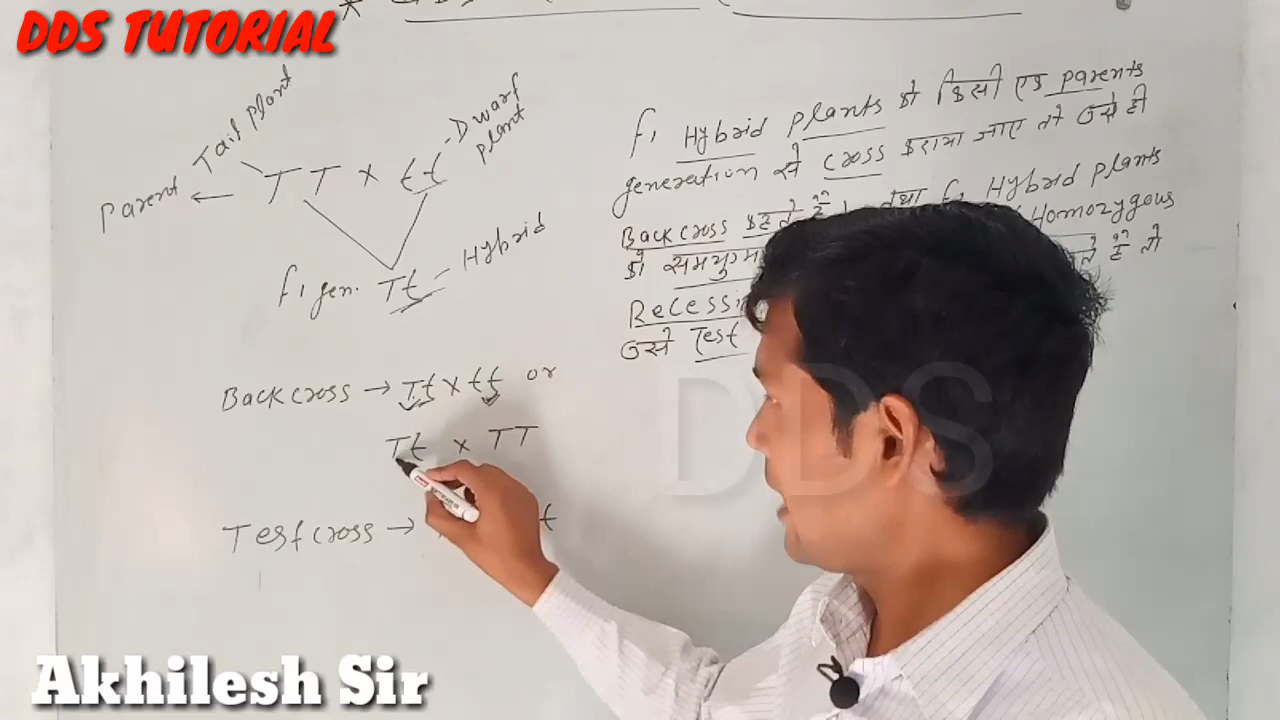 DDS TUTORIAL
Tall plant
Dwarf
plant
Parent ← TT × tt
F1 gen. Tt
Hybrid
Backcross → Tt × tt or
Tt × TT
Testcross →
t
F1 Hybrid plants को किसी एक parents
generation से cross कराया जाए तो उसे ही
Backcross कहते हैं। तथा F1 Hybrid plants
को समयुग्म Homozygous
Recessi ते हैं तो
उसे Test
DDS
Akhilesh Sir